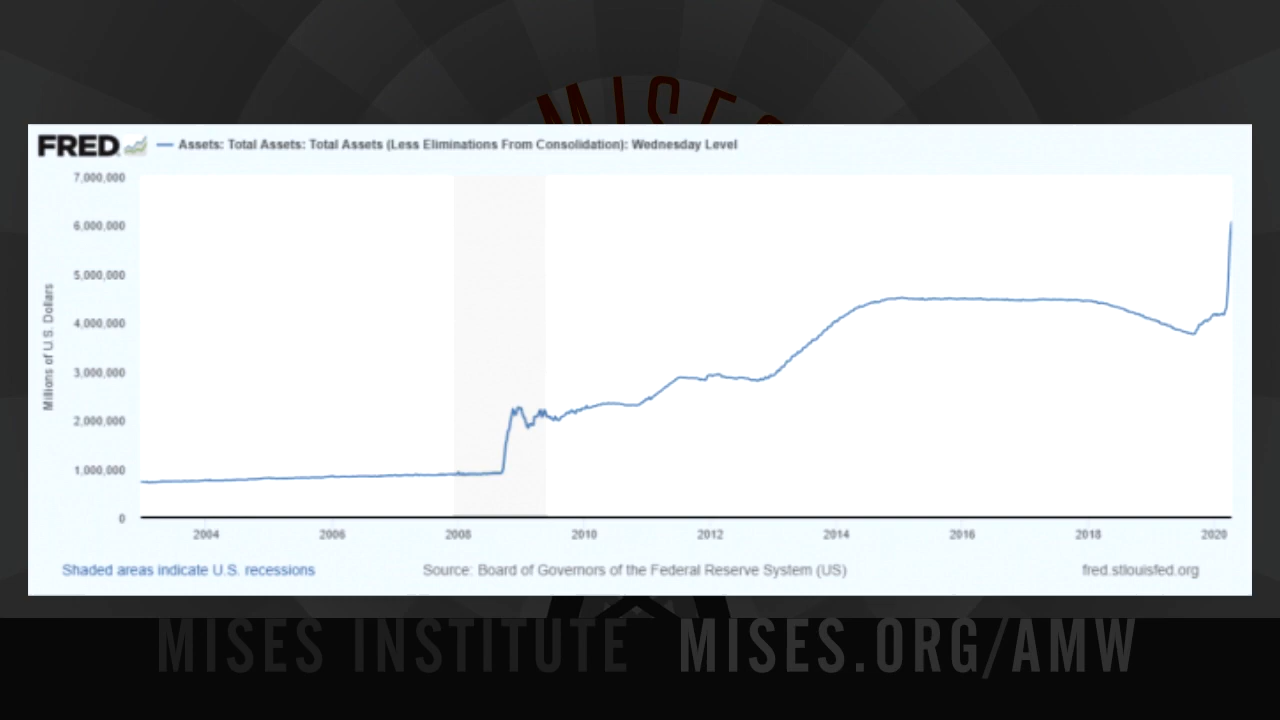 MISES
FRED
Assets: Total Assets: Total Assets (Less Eliminations From Consolidation): Wednesday Level
7,000,000
6,000,000
5,000,000
4,000,000
3,000,000
2,000,000
1,000,000
0
Millions of U.S. Dollars
2004 2006 2008 2010 2012 2014 2016 2018 2020
Shaded areas indicate U.S. recessions
Source: Board of Governors of the Federal Reserve System (US)
fred.stlouisfed.org
MISES INSTITUTE MISES.ORG/AMW